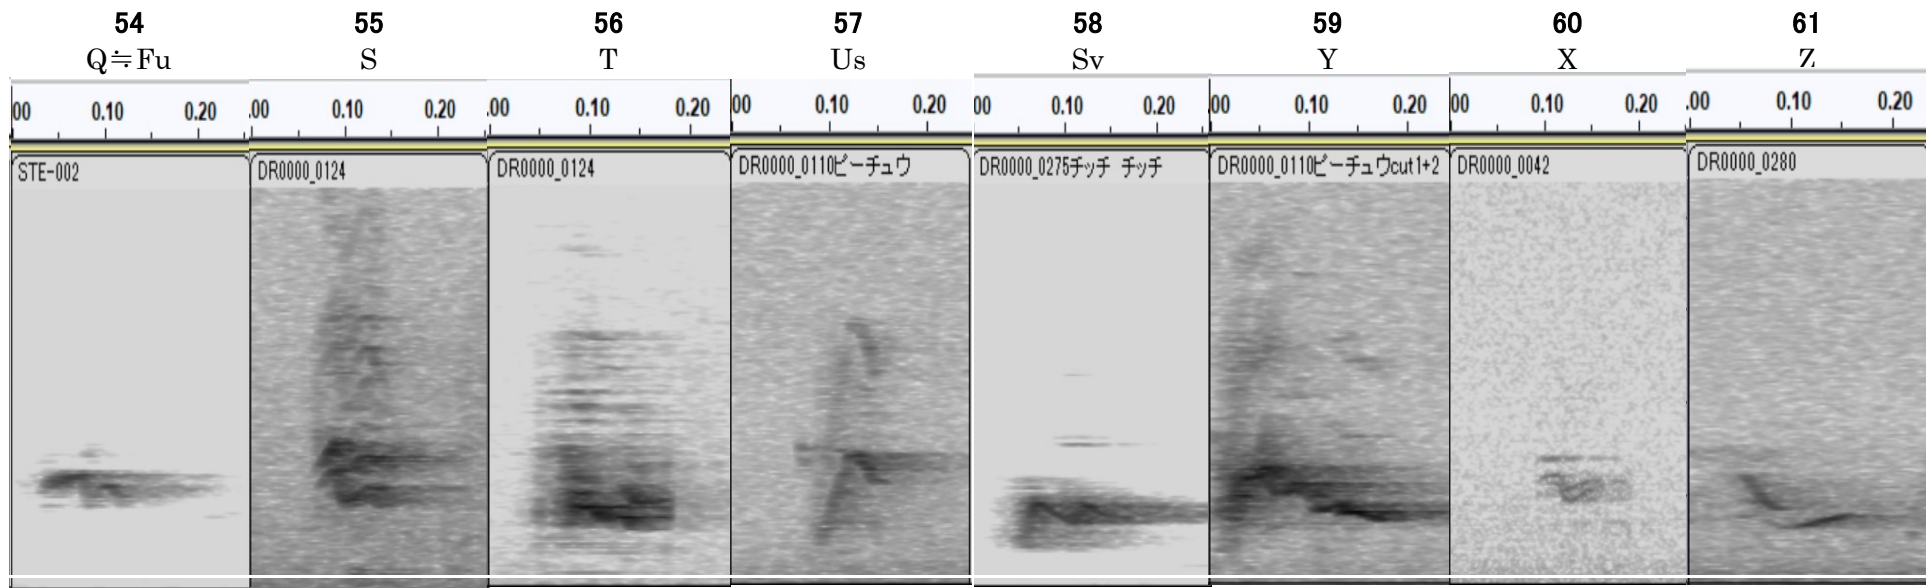 54 55 56 57 58 59 60 61
Q≒Fu S T Us Sv Y X Z
00 0.10 0.20 .00 0.10 0.20 .00 0.10 0.20 00 0.10 0.20 00 0.10 0.20 00 0.10 0.20 00 0.10 0.20 .00 0.10 0.20
STE-002 DR0000_0124 DR0000_0124 DR0000_0110ピーチュウ DR0000_0275チッチ チッチ DR0000_0110ピーチュウcut1+2 DR0000_0042 DR0000_0280